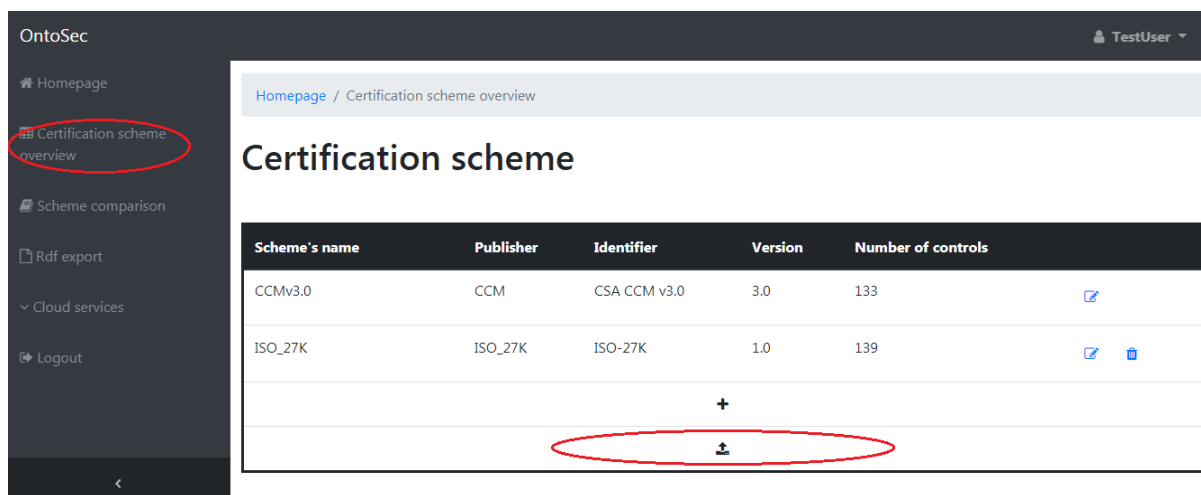 OntoSec
TestUser
Homepage
Certification scheme
overview
Scheme comparison
Rdf export
Cloud services
Logout
Homepage / Certification scheme overview
Certification scheme
Scheme's name Publisher Identifier Version Number of controls
CCMv3.0 CCM CSA CCM v3.0 3.0 133
ISO_27K ISO_27K ISO-27K 1.0 139